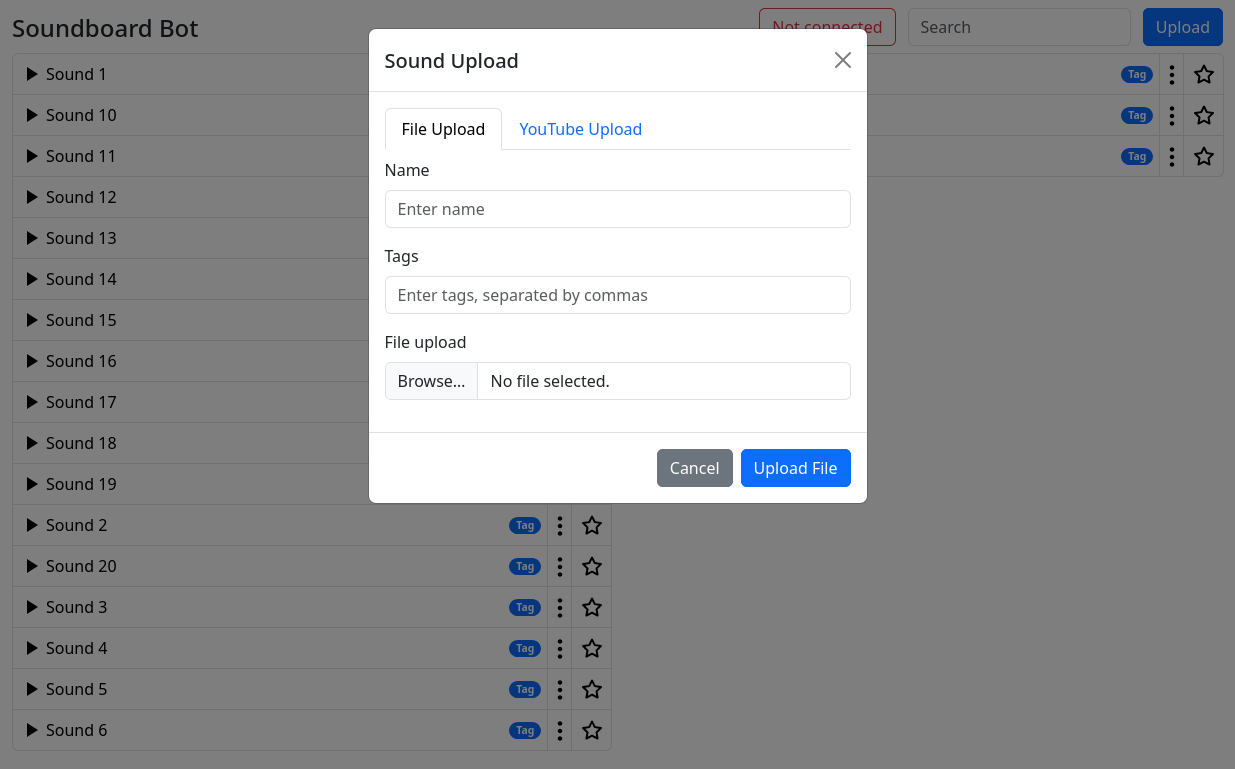 Soundboard Bot
Not connected
Search
Upload
Sound Upload
File Upload
YouTube Upload
Name
Enter name
Tags
Enter tags, separated by commas
File upload
Browse...
No file selected.
Cancel
Upload File
Sound 1
Sound 10
Sound 11
Sound 12
Sound 13
Sound 14
Sound 15
Sound 16
Sound 17
Sound 18
Sound 19
Sound 2 Tag
Sound 20 Tag
Sound 3 Tag
Sound 4 Tag
Sound 5 Tag
Sound 6 Tag
Tag
Tag
Tag